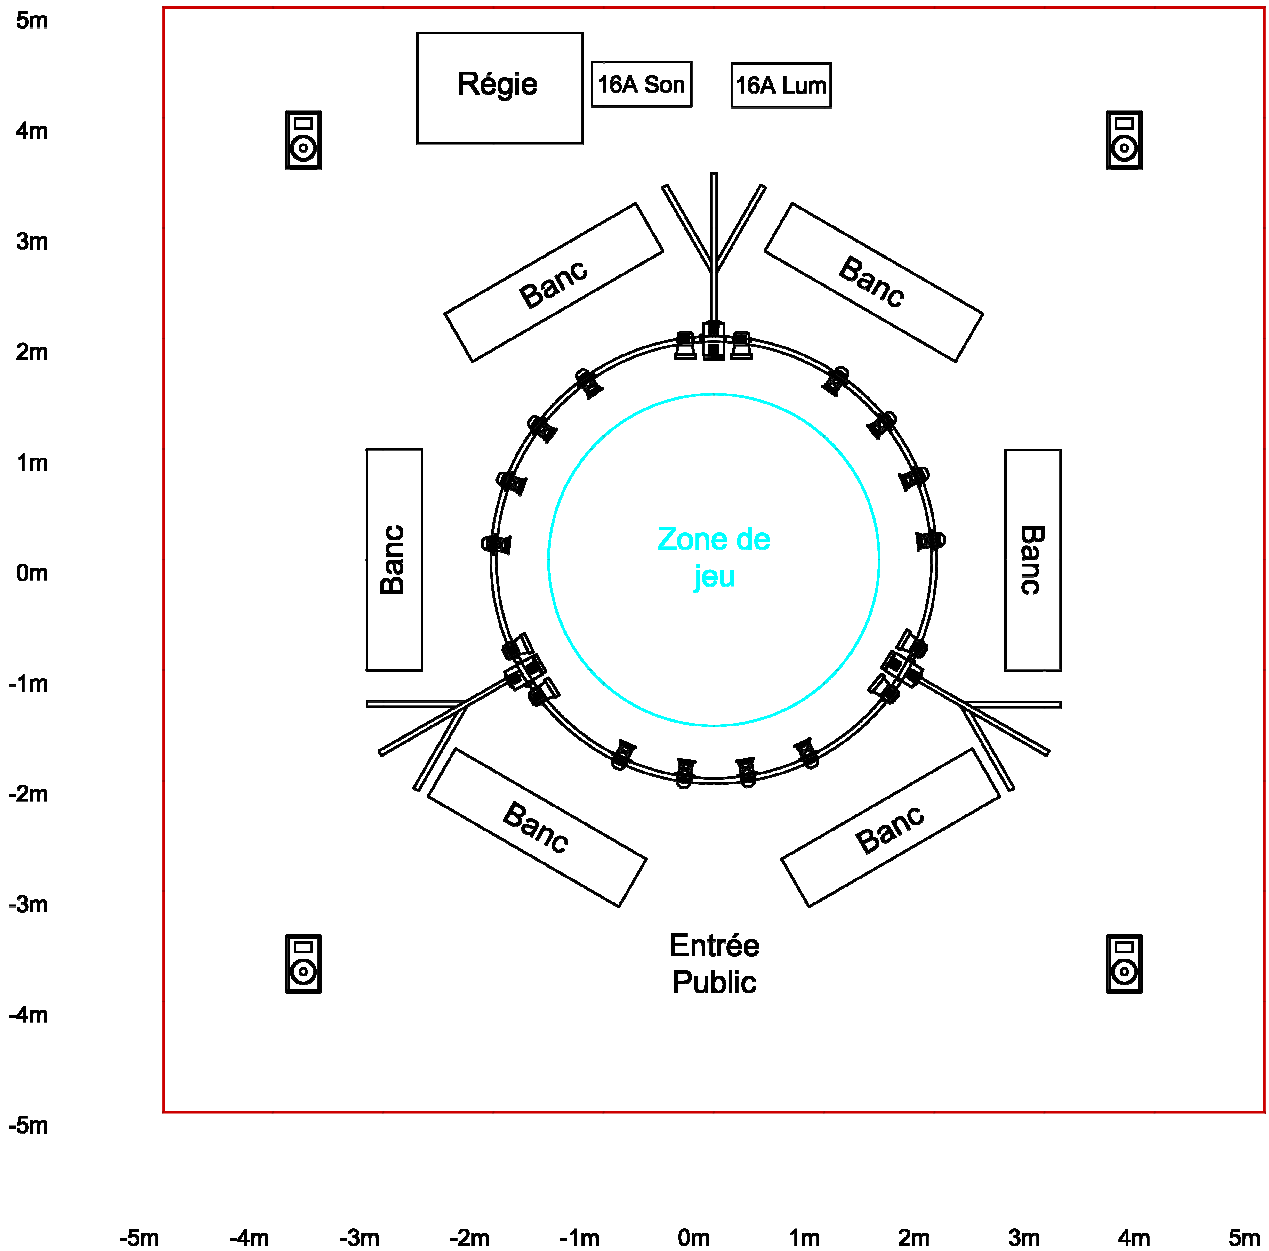 5m
Régie
16A Son
16A Lum
4m
3m
Banc
Banc
2m
1m
Banc
Banc
Zone de
jeu
0m
-1m
-2m
Banc
Banc
-3m
Entrée
Public
-4m
-5m
-5m -4m -3m -2m -1m 0m 1m 2m 3m 4m 5m